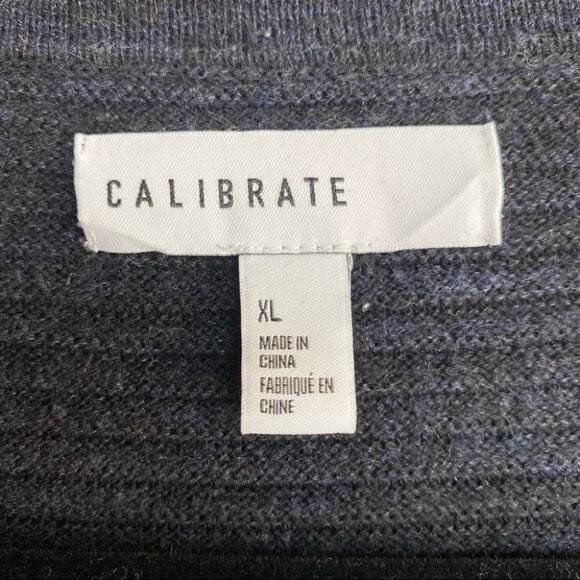 CALIBRATE
XL
MADE IN
CHINA
FABRIQUÉ EN
CHINE